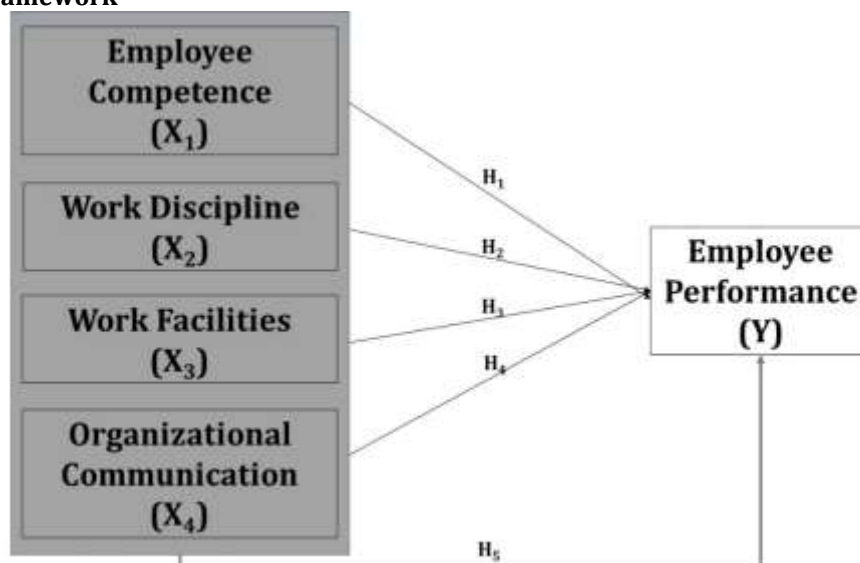 Employee
Competence
(X₁)
Work Discipline
(X₂)
Work Facilities
(X₃)
Organizational
Communication
(X₄)
H₁
H₂
H₃
H₄
H₅
Employee
Performance
(Y)